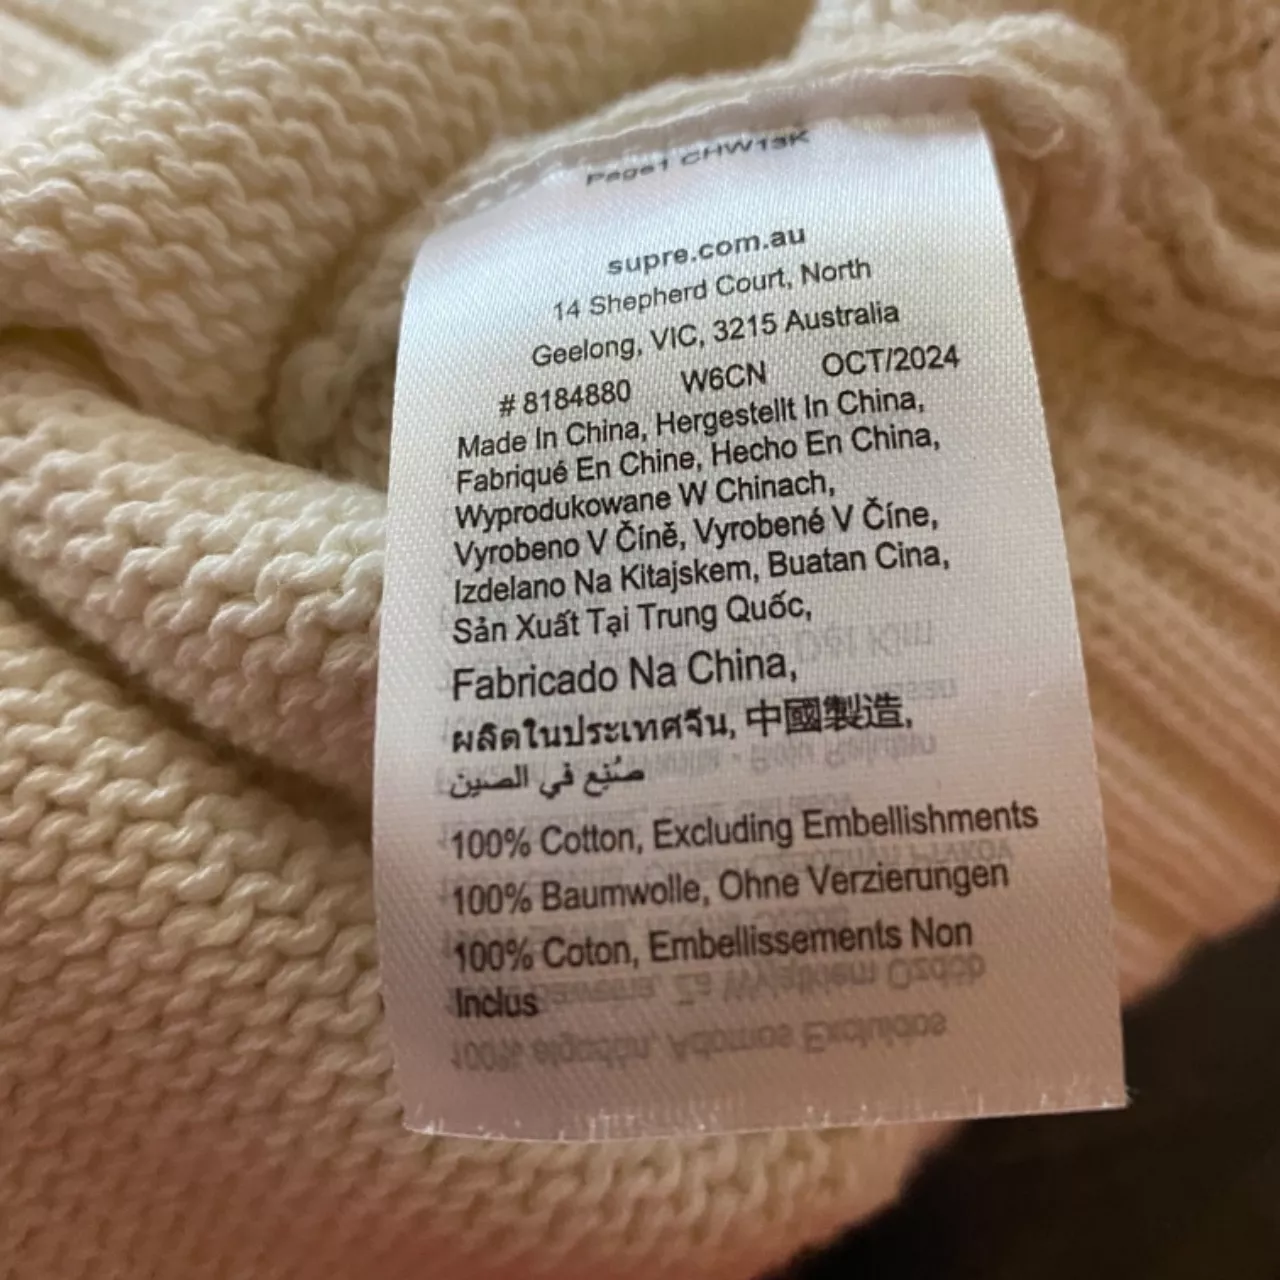 Page1 CHW13K
supre.com.au
14 Shepherd Court, North
Geelong, VIC, 3215 Australia
# 8184880 W6CN OCT/2024
Made In China, Hergestellt In China,
Fabriqué En Chine, Hecho En China,
Wyprodukowane W Chinach,
Vyrobeno V Číně, Vyrobené V Číne,
Izdelano Na Kitajskem, Buatan Cina,
Sản Xuất Tại Trung Quốc,
Fabricado Na China,
ผลิตในประเทศจีน, 中國製造,
صُنِع في الصين
100% Cotton, Excluding Embellishments
100% Baumwolle, Ohne Verzierungen
100% Coton, Embellissements Non
Inclus